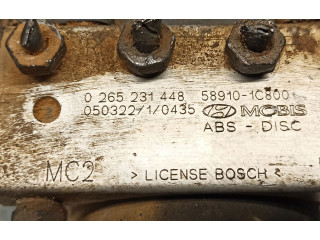 0 265 231 448 58910-1C800
050322/1/0435 MOBIS
ABS - DISC
MC2 > LICENSE BOSCH <